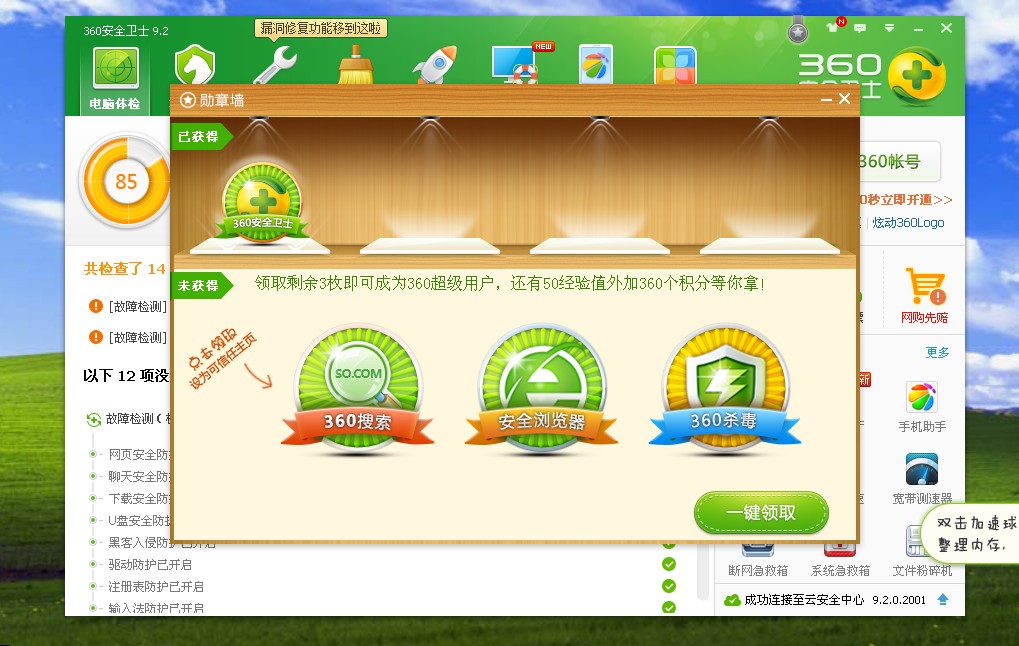 360安全卫士 9.2
漏洞修复功能移到这啦
N
NEW
电脑体检
360
勋章墙
已获得
360安全卫士
85
360帐号
0秒立即开通>>
炫动360Logo
共检查了 14
未获得
领取剩余3枚即可成为360超级用户，还有50经验值外加360个积分等你拿！
[故障检测]
[故障检测]
网购先赔
点击领取
设为可信任主页
SO.COM
360搜索
安全浏览器
360杀毒
更多
以下 12 项没
新
故障检测（
手机助手
网页安全防
聊天安全防
下载安全防
U盘安全防
黑客入侵防护已开启
驱动防护已开启
注册表防护已开启
输入法防护已开启
宽带测速器
一键领取
双击加速球
整理内存.
断网急救箱
系统急救箱
文件粉碎机
成功连接至云安全中心 9.2.0.2001